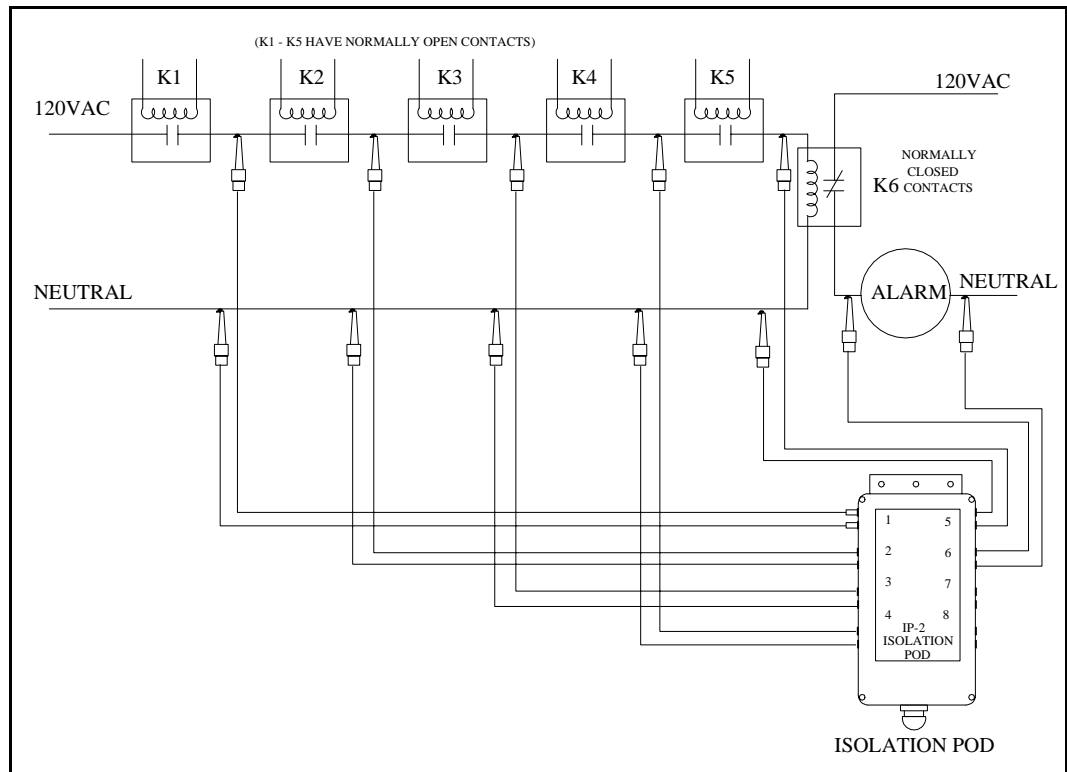 (K1 - K5 HAVE NORMALLY OPEN CONTACTS)
K1
K2
K3
K4
K5
120VAC
120VAC
NORMALLY
CLOSED
K6 CONTACTS
NEUTRAL
ALARM
NEUTRAL
1
5
2
6
3
7
4
8
IP-2
ISOLATION
POD
ISOLATION POD